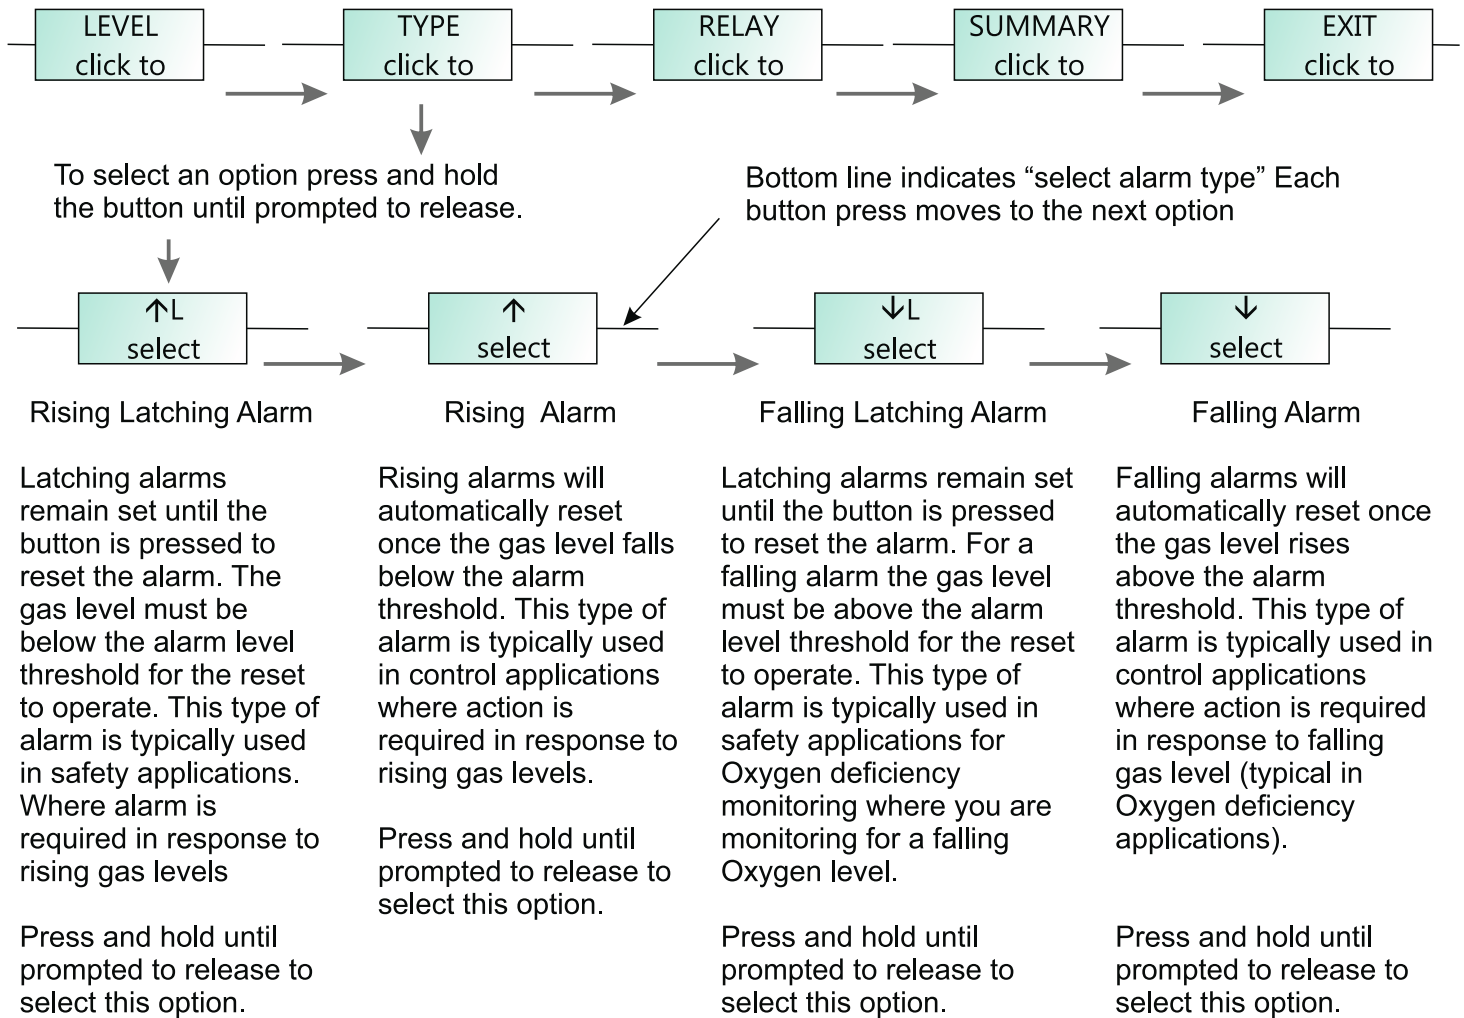 LEVEL
click to
TYPE
click to
RELAY
click to
SUMMARY
click to
EXIT
click to
To select an option press and hold
the button until prompted to release.
Bottom line indicates “select alarm type” Each
button press moves to the next option
↑L
select
↑
select
↓L
select
↓
select
Rising Latching Alarm
Latching alarms
remain set until the
button is pressed to
reset the alarm. The
gas level must be
below the alarm level
threshold for the reset
to operate. This type of
alarm is typically used
in safety applications.
Where alarm is
required in response to
rising gas levels
Press and hold until
prompted to release to
select this option.
Rising Alarm
Rising alarms will
automatically reset
once the gas level falls
below the alarm
threshold. This type of
alarm is typically used
in control applications
where action is
required in response to
rising gas levels.
Press and hold until
prompted to release to
select this option.
Falling Latching Alarm
Latching alarms remain set
until the button is pressed
to reset the alarm. For a
falling alarm the gas level
must be above the alarm
level threshold for the reset
to operate. This type of
alarm is typically used in
safety applications for
Oxygen deficiency
monitoring where you are
monitoring for a falling
Oxygen level.
Press and hold until
prompted to release to
select this option.
Falling Alarm
Falling alarms will
automatically reset once
the gas level rises
above the alarm
threshold. This type of
alarm is typically used in
control applications
where action is required
in response to falling
gas level (typical in
Oxygen deficiency
applications).
Press and hold until
prompted to release to
select this option.